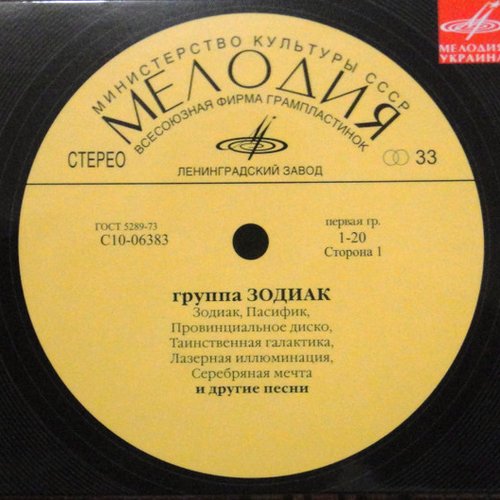 МИНИСТЕРСТВО КУЛЬТУРЫ СССР
МЕЛОДИЯ
ВСЕСОЮЗНАЯ ФИРМА ГРАМПЛАСТИНОК
МЕЛОДИЯ
УКРАИНА
СТЕРЕО
33
ЛЕНИНГРАДСКИЙ ЗАВОД
ГОСТ 5289-73
С10-06383
первая гр.
1-20
Сторона 1
группа ЗОДИАК
Зодиак, Пасифик,
Провинциальное диско,
Таинственная галактика,
Лазерная иллюминация,
Серебряная мечта
и другие песни